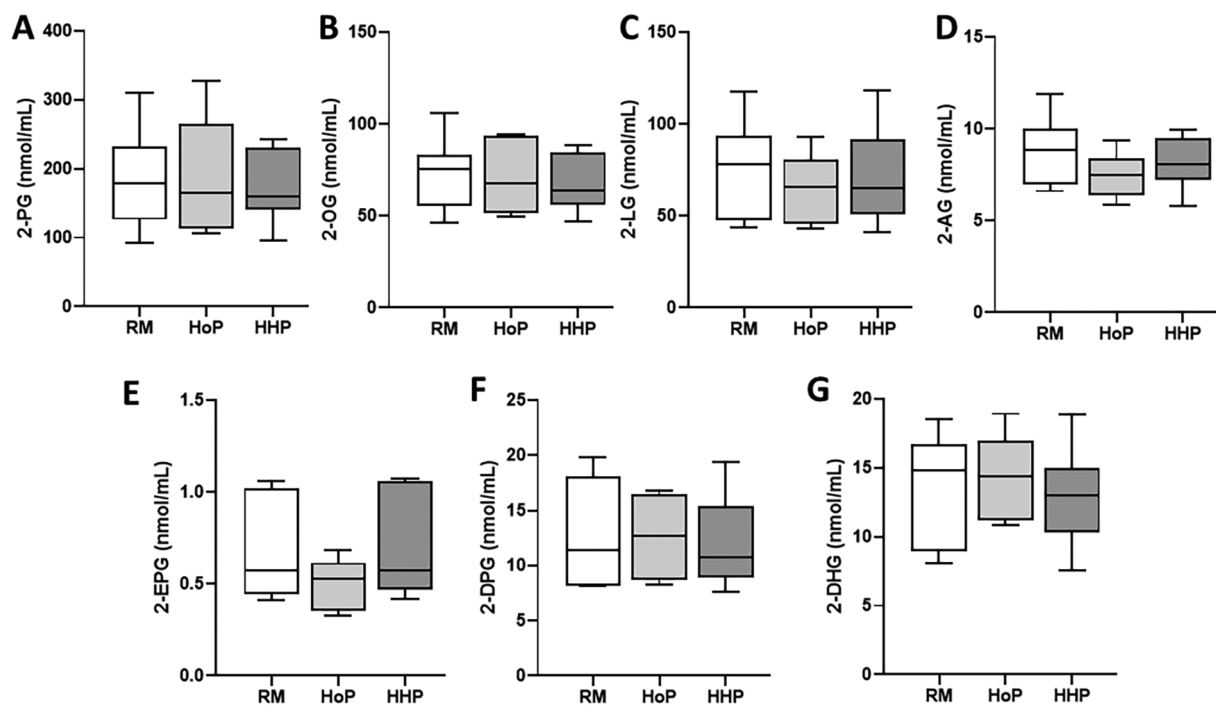 A
2-PG (nmol/mL)
400
300
200
100
0
RM HoP HHP
B
2-OG (nmol/mL)
150
100
50
0
RM HoP HHP
C
2-LG (nmol/mL)
150
100
50
0
RM HoP HHP
D
2-AG (nmol/mL)
15
10
5
0
RM HoP HHP
E
2-EPG (nmol/mL)
1.5
1.0
0.5
0.0
RM HoP HHP
F
2-DPG (nmol/mL)
25
20
15
10
5
0
RM HoP HHP
G
2-DHG (nmol/mL)
20
15
10
5
0
RM HoP HHP